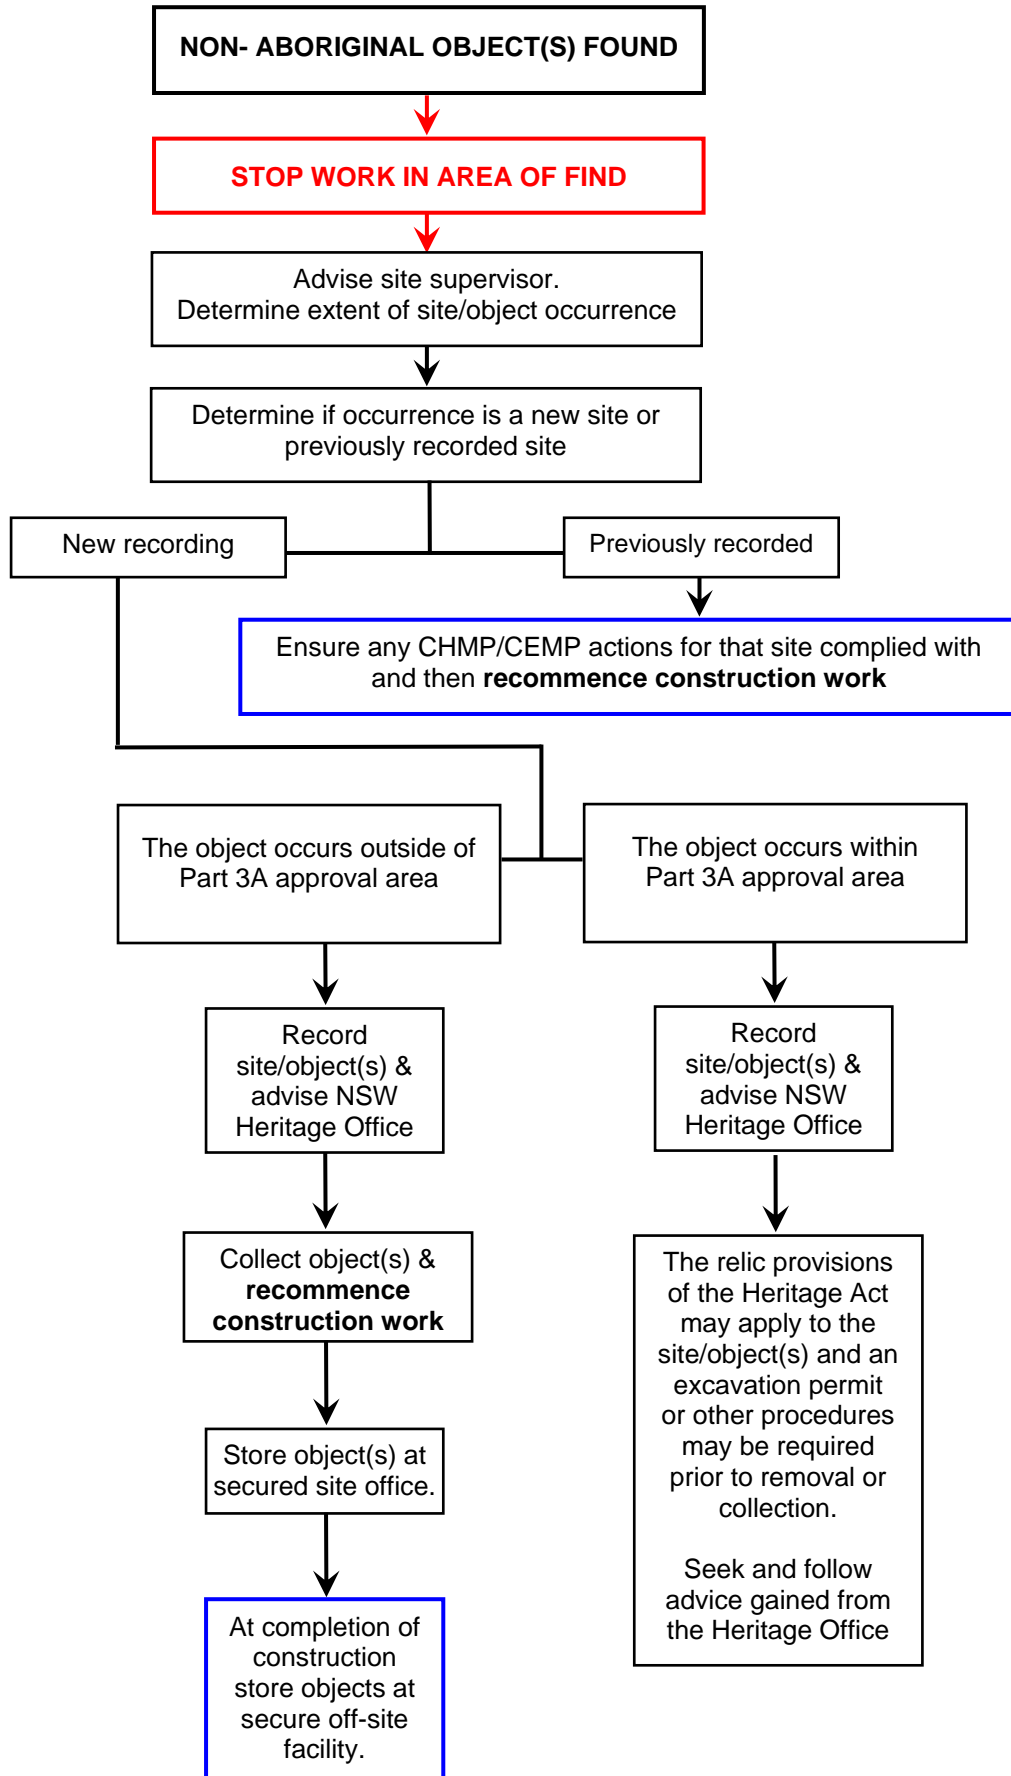 NON- ABORIGINAL OBJECT(S) FOUND
STOP WORK IN AREA OF FIND
Advise site supervisor.
Determine extent of site/object occurrence
Determine if occurrence is a new site or
previously recorded site
New recording
Previously recorded
Ensure any CHMP/CEMP actions for that site complied with
and then recommence construction work
The object occurs outside of
Part 3A approval area
The object occurs within
Part 3A approval area
Record
site/object(s) &
advise NSW
Heritage Office
Record
site/object(s) &
advise NSW
Heritage Office
Collect object(s) &
recommence
construction work
The relic provisions
of the Heritage Act
may apply to the
site/object(s) and an
excavation permit
or other procedures
may be required
prior to removal or
collection.
Seek and follow
advice gained from
the Heritage Office
Store object(s) at
secured site office.
At completion of
construction
store objects at
secure off-site
facility.